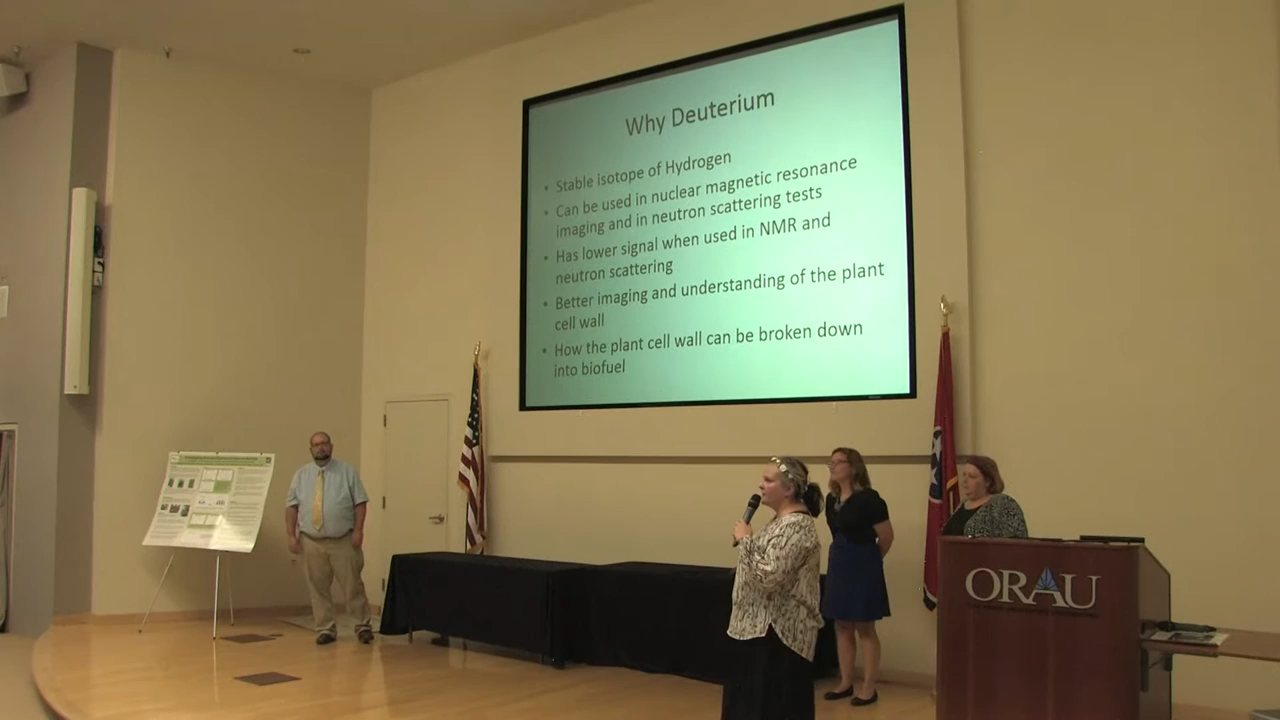 Why Deuterium
• Stable isotope of Hydrogen
• Can be used in nuclear magnetic resonance
imaging and in neutron scattering tests
• Has lower signal when used in NMR and
neutron scattering
• Better imaging and understanding of the plant
cell wall
• How the plant cell wall can be broken down
into biofuel
ORAU